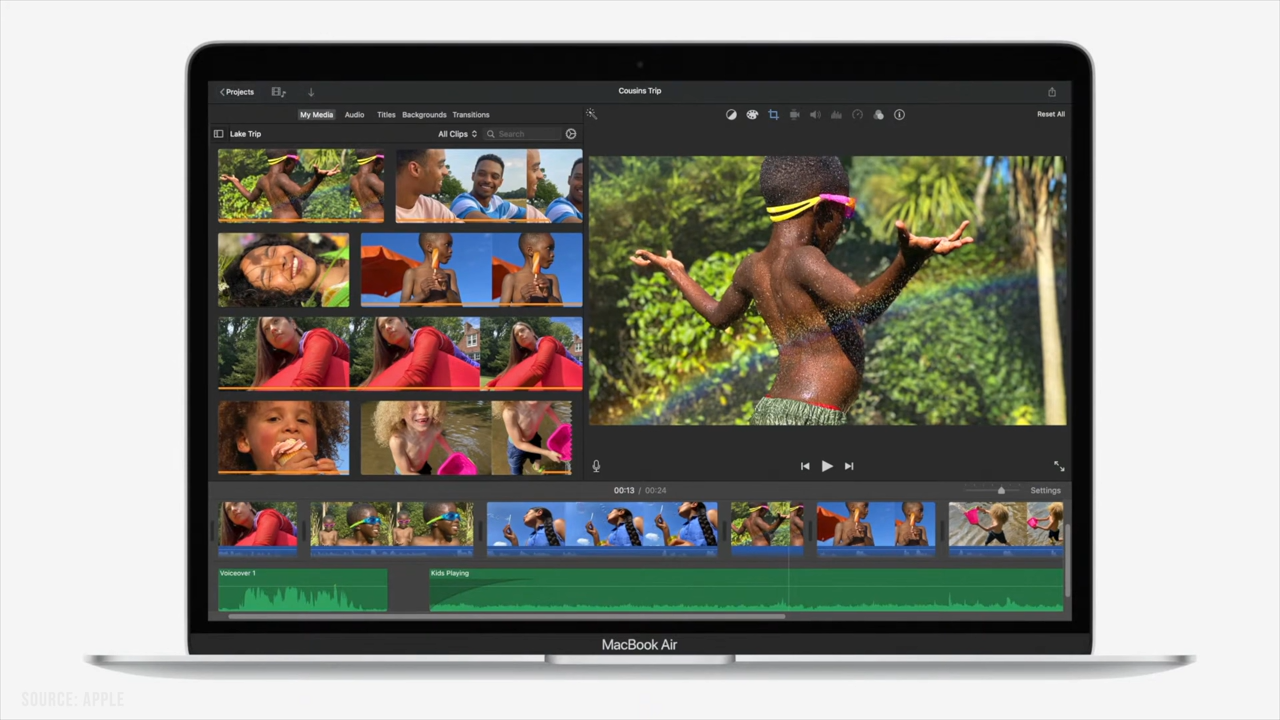 Projects
Cousins Trip
My Media Audio Titles Backgrounds Transitions
Reset All
Lake Trip
All Clips
Search
00:13 / 00:24
Settings
Voiceover 1
Kids Playing
MacBook Air
SOURCE: APPLE